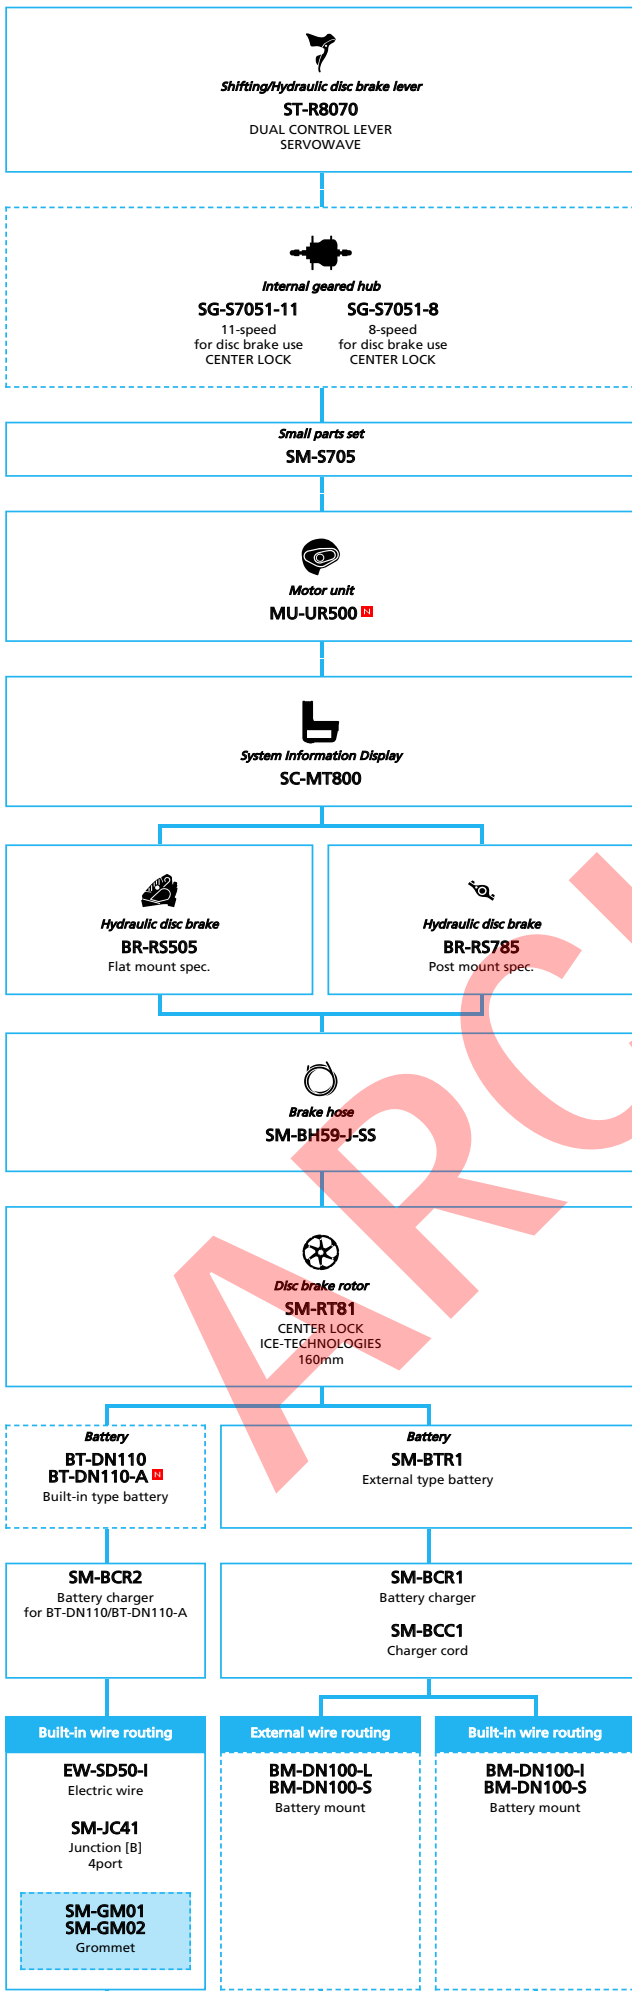 Shifting/Hydraulic disc brake lever
ST-R8070
DUAL CONTROL LEVER
SERVOWAVE
Internal geared hub
SG-S7051-11
11-speed
for disc brake use
CENTER LOCK
SG-S7051-8
8-speed
for disc brake use
CENTER LOCK
Small parts set
SM-S705
Motor unit
MU-UR500 N
System Information Display
SC-MT800
Hydraulic disc brake
BR-RS505
Flat mount spec.
Hydraulic disc brake
BR-RS785
Post mount spec.
Brake hose
SM-BH59-J-SS
Disc brake rotor
SM-RT81
CENTER LOCK
ICE-TECHNOLOGIES
160mm
Battery
BT-DN110
BT-DN110-A N
Built-in type battery
Battery
SM-BTR1
External type battery
SM-BCR2
Battery charger
for BT-DN110/BT-DN110-A
SM-BCR1
Battery charger
SM-BCC1
Charger cord
Built-in wire routing
EW-SD50-I
Electric wire
SM-JC41
Junction [B]
4port
SM-GM01
SM-GM02
Grommet
External wire routing
BM-DN100-L
BM-DN100-S
Battery mount
Built-in wire routing
BM-DN100-I
BM-DN100-S
Battery mount
ARC